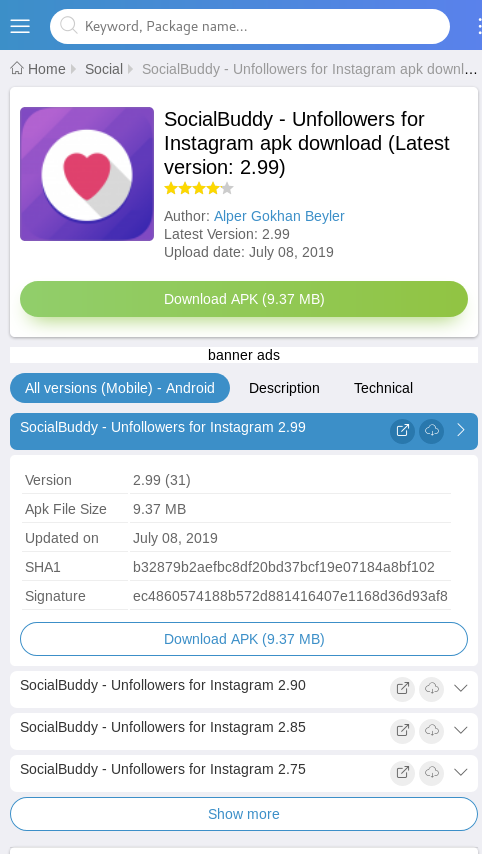 Keyword, Package name...
Home Social SocialBuddy - Unfollowers for Instagram apk downl...
SocialBuddy - Unfollowers for
Instagram apk download (Latest
version: 2.99)
Author: Alper Gokhan Beyler
Latest Version: 2.99
Upload date: July 08, 2019
Download APK (9.37 MB)
banner ads
All versions (Mobile) - Android Description Technical
SocialBuddy - Unfollowers for Instagram 2.99
Version 2.99 (31)
Apk File Size 9.37 MB
Updated on July 08, 2019
SHA1 b32879b2aefbc8df20bd37bcf19e07184a8bf102
Signature ec4860574188b572d881416407e1168d36d93af8
Download APK (9.37 MB)
SocialBuddy - Unfollowers for Instagram 2.90
SocialBuddy - Unfollowers for Instagram 2.85
SocialBuddy - Unfollowers for Instagram 2.75
Show more